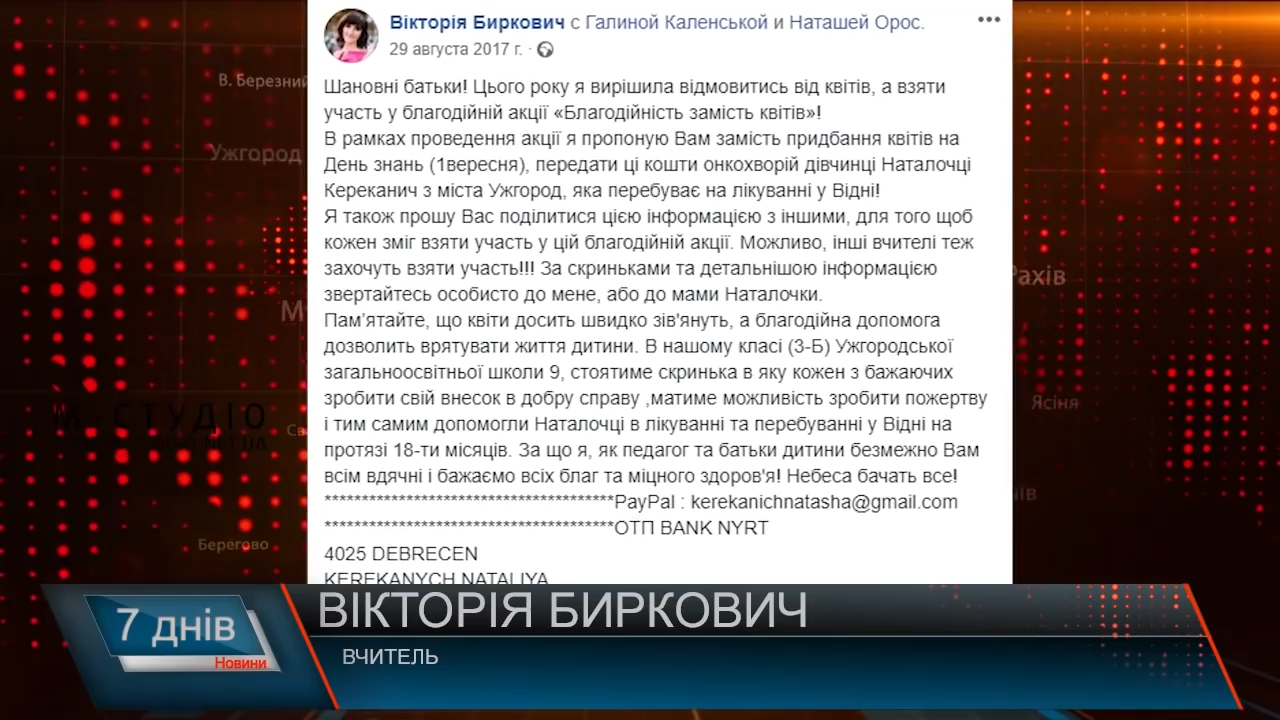 Вікторія Биркович с Галиной Каленськой и Наташей Орос.
29 августа 2017 г. ·
Шановні батьки! Цього року я вирішила відмовитись від квітів, а взяти
участь у благодійній акції «Благодійність замість квітів»!
В рамках проведення акції я пропоную Вам замість придбання квітів на
День знань (1вересня), передати ці кошти онкохворій дівчинці Наталочці
Керекanич з міста Ужгород, яка перебуває на лікуванні у Відні!
Я також прошу Вас поділитися цією інформацією з іншими, для того щоб
кожен зміг взяти участь у цій благодійній акції. Можливо, інші вчителі теж
захочуть взяти участь!!! За скриньками та детальнішою інформацією
звертайтесь особисто до мене, або до мами Наталочки.
Пам’ятайте, що квіти досить швидко зів'януть, а благодійна допомога
дозволить врятувати життя дитини. В нашому класі (3-Б) Ужгородської
загальноосвітньої школи 9, стоятиме скринька в яку кожен з бажаючих
зробити свій внесок в добру справу ,матиме можливість зробити пожертву
і тим самим допомогли Наталочці в лікуванні та перебуванні у Відні на
протязі 18-ти місяців. За що я, як педагог та батьки дитини безмежно Вам
всім вдячні і бажаємо всіх благ та міцного здоров'я! Небеса бачать все!
***************************************PayPal : kerekanichnatasha@gmail.com
***************************************ОТП BANK NYRT
4025 DEBRECEN
KEREKANYCH NATALIYA
В. Березний
Ужгород
М
Рахів
Ясіня
М-СТУДІО
Св
ів
Берегово
7 днів
Новини
ВІКТОРІЯ БИРКОВИЧ
ВЧИТЕЛЬ